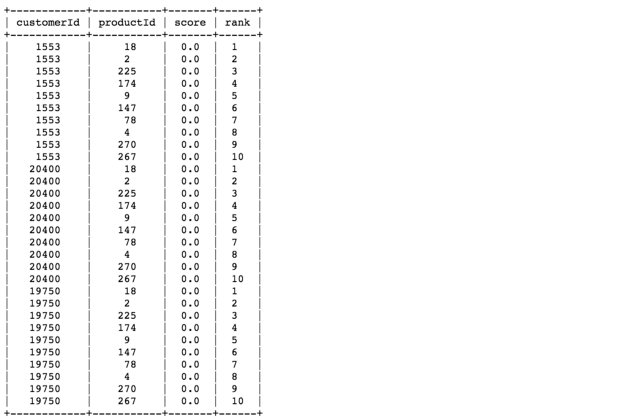 +------------+-----------+-------+------+
| customerId | productId | score | rank |
+------------+-----------+-------+------+
| 1553 | 18 | 0.0 | 1 |
| 1553 | 2 | 0.0 | 2 |
| 1553 | 225 | 0.0 | 3 |
| 1553 | 174 | 0.0 | 4 |
| 1553 | 9 | 0.0 | 5 |
| 1553 | 147 | 0.0 | 6 |
| 1553 | 78 | 0.0 | 7 |
| 1553 | 4 | 0.0 | 8 |
| 1553 | 270 | 0.0 | 9 |
| 1553 | 267 | 0.0 | 10 |
| 20400 | 18 | 0.0 | 1 |
| 20400 | 2 | 0.0 | 2 |
| 20400 | 225 | 0.0 | 3 |
| 20400 | 174 | 0.0 | 4 |
| 20400 | 9 | 0.0 | 5 |
| 20400 | 147 | 0.0 | 6 |
| 20400 | 78 | 0.0 | 7 |
| 20400 | 4 | 0.0 | 8 |
| 20400 | 270 | 0.0 | 9 |
| 20400 | 267 | 0.0 | 10 |
| 19750 | 18 | 0.0 | 1 |
| 19750 | 2 | 0.0 | 2 |
| 19750 | 225 | 0.0 | 3 |
| 19750 | 174 | 0.0 | 4 |
| 19750 | 9 | 0.0 | 5 |
| 19750 | 147 | 0.0 | 6 |
| 19750 | 78 | 0.0 | 7 |
| 19750 | 4 | 0.0 | 8 |
| 19750 | 270 | 0.0 | 9 |
| 19750 | 267 | 0.0 | 10 |
+------------+-----------+-------+------+